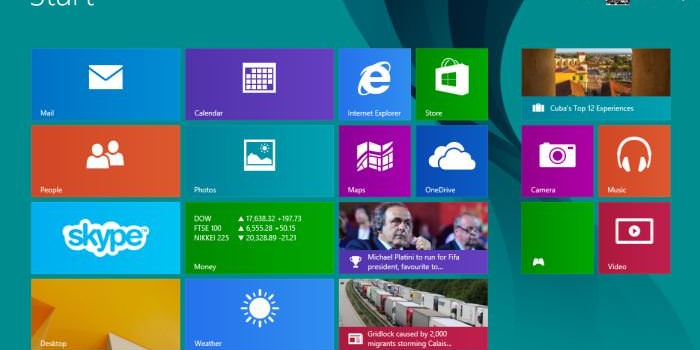 Start
Mail
Calendar
Internet Explorer
Store
Cuba's Top 12 Experiences
People
Photos
Maps
OneDrive
Camera
Music
skype™
DOW ▲ 17,638.32 +197.73
FTSE 100 ▲ 6,555.28 +50.15
NIKKEI 225 ▼ 20,328.89 -21.21
Money
Michael Platini to run for Fifa
president, favourite to...
Video
Desktop
Weather
Gridlock caused by 2,000
migrants storming Calais...